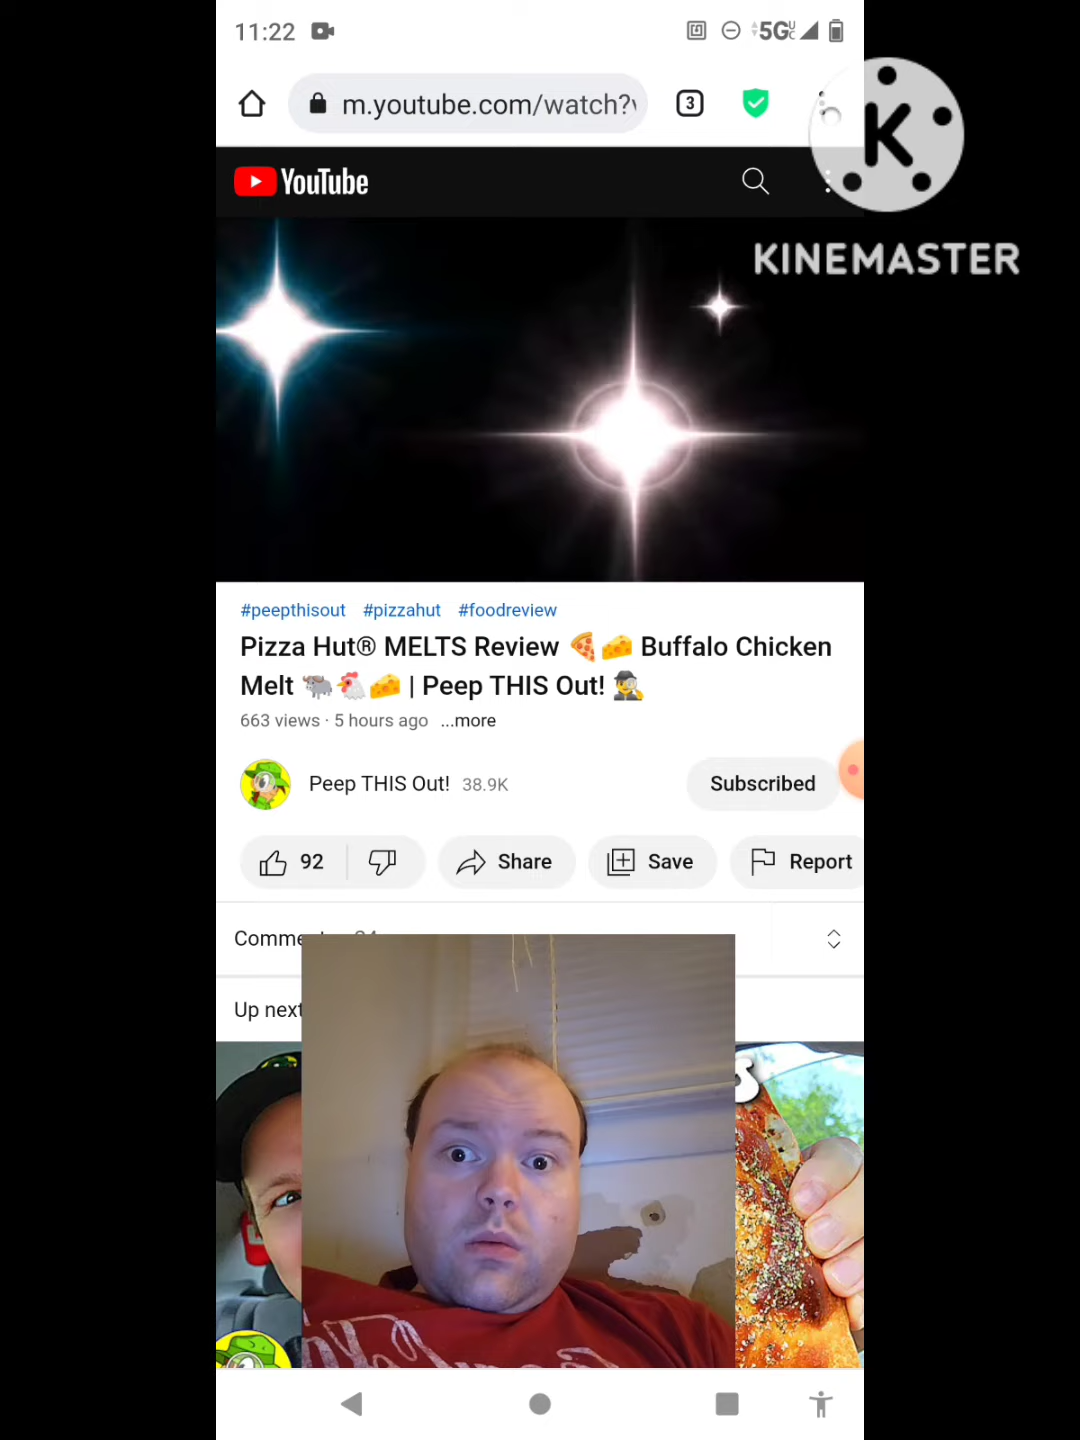 11:22
5G UC
m.youtube.com/watch?v
3
K
YouTube
KINEMASTER
#peepthisout #pizzahut #foodreview
Pizza Hut® MELTS Review 🍕🧀 Buffalo Chicken
Melt 🐃🐔🧀 | Peep THIS Out! 🕵️
663 views · 5 hours ago ...more
Peep THIS Out! 38.9K
Subscribed
92
Share
Save
Report
Up next